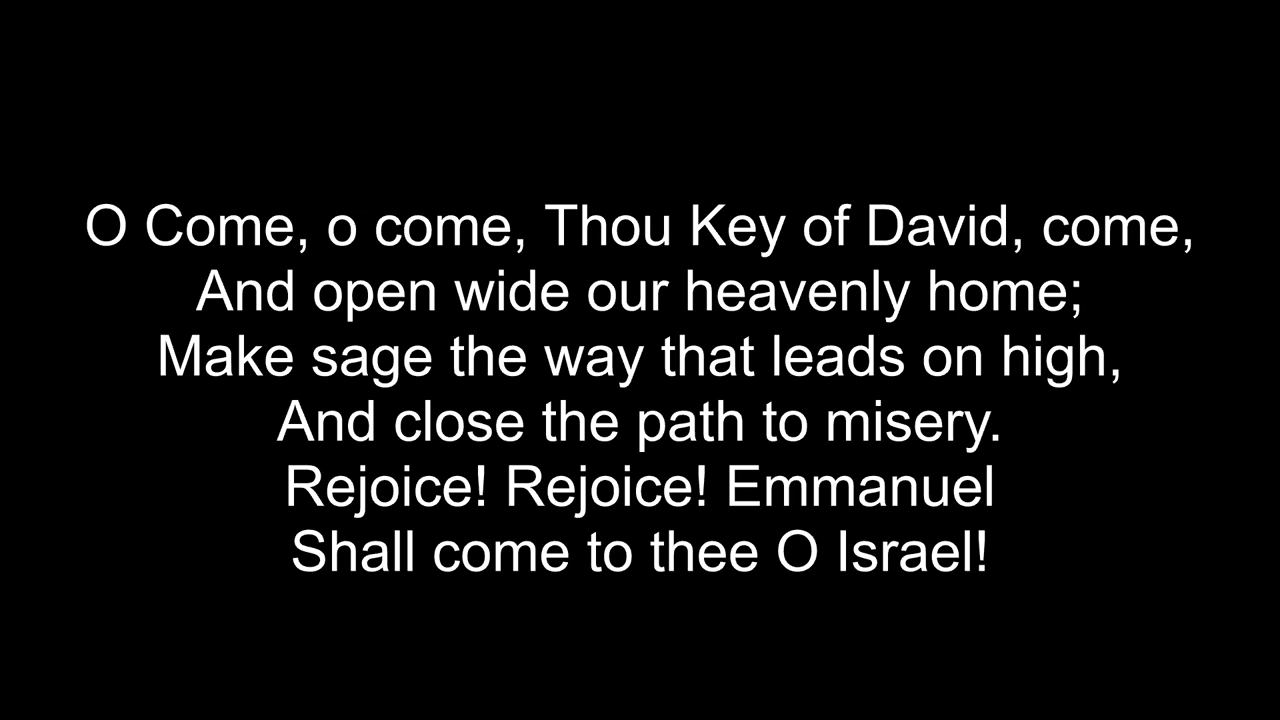 O Come, o come, Thou Key of David, come,
And open wide our heavenly home;
Make sage the way that leads on high,
And close the path to misery.
Rejoice! Rejoice! Emmanuel
Shall come to thee O Israel!